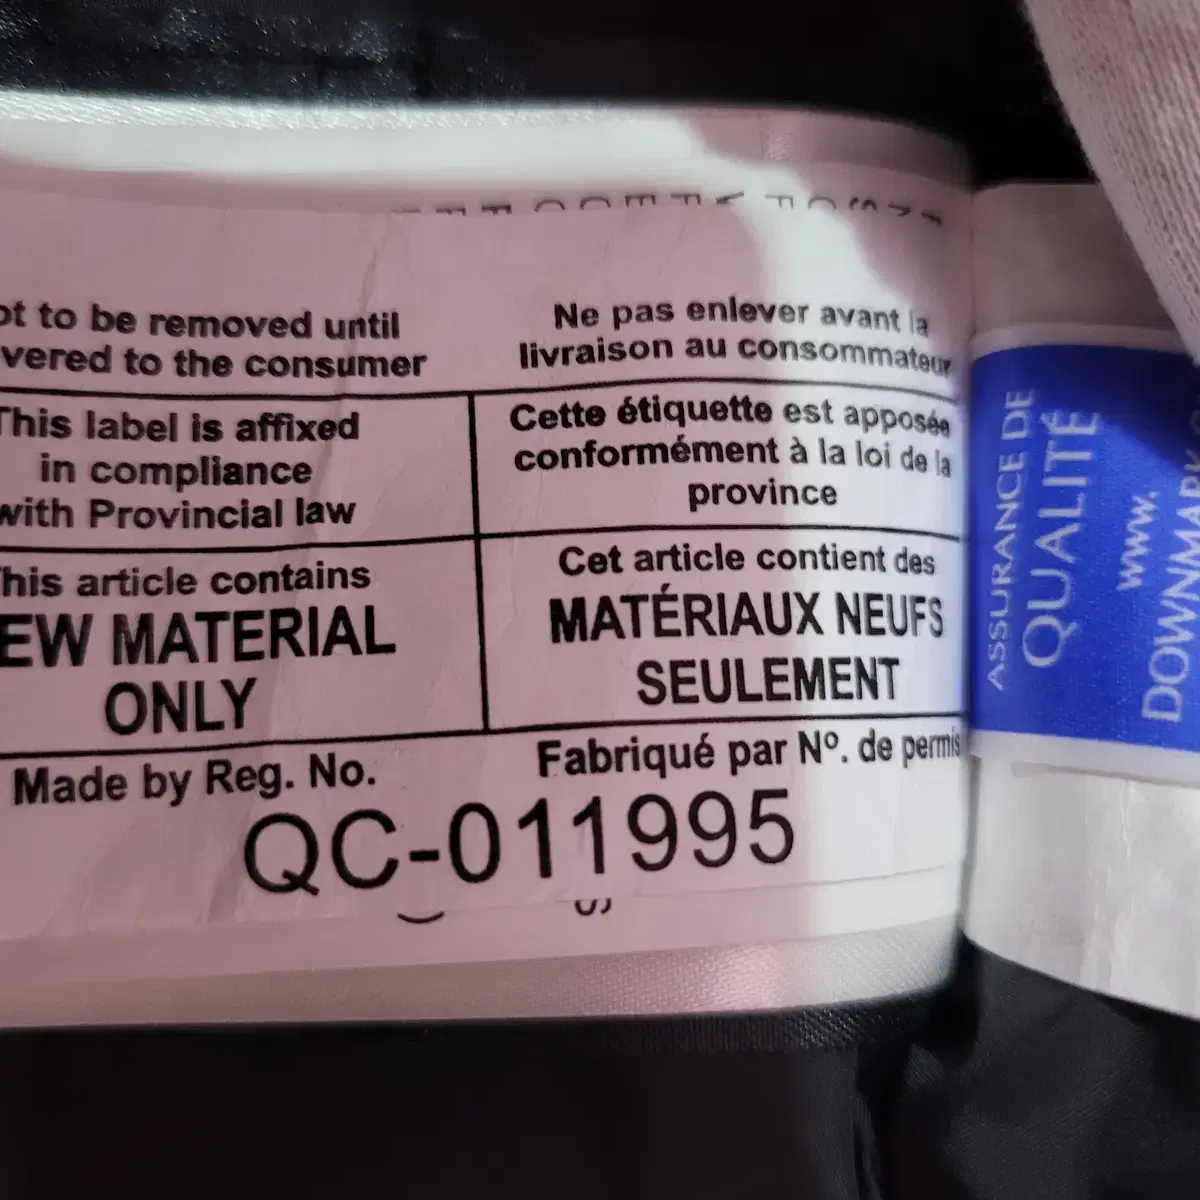 ot to be removed until
vered to the consumer
This label is affixed
in compliance
with Provincial law
his article contains
EW MATERIAL
ONLY
Made by Reg. No.
Ne pas enlever avant la
livraison au consommateur
Cette étiquette est apposée
conformément à la loi de la
province
Cet article contient des
MATÉRIAUX NEUFS
SEULEMENT
Fabriqué par Nº. de permis
QC-011995
ASSURANCE DE
QUALITÉ
www.
DOWNMARK.